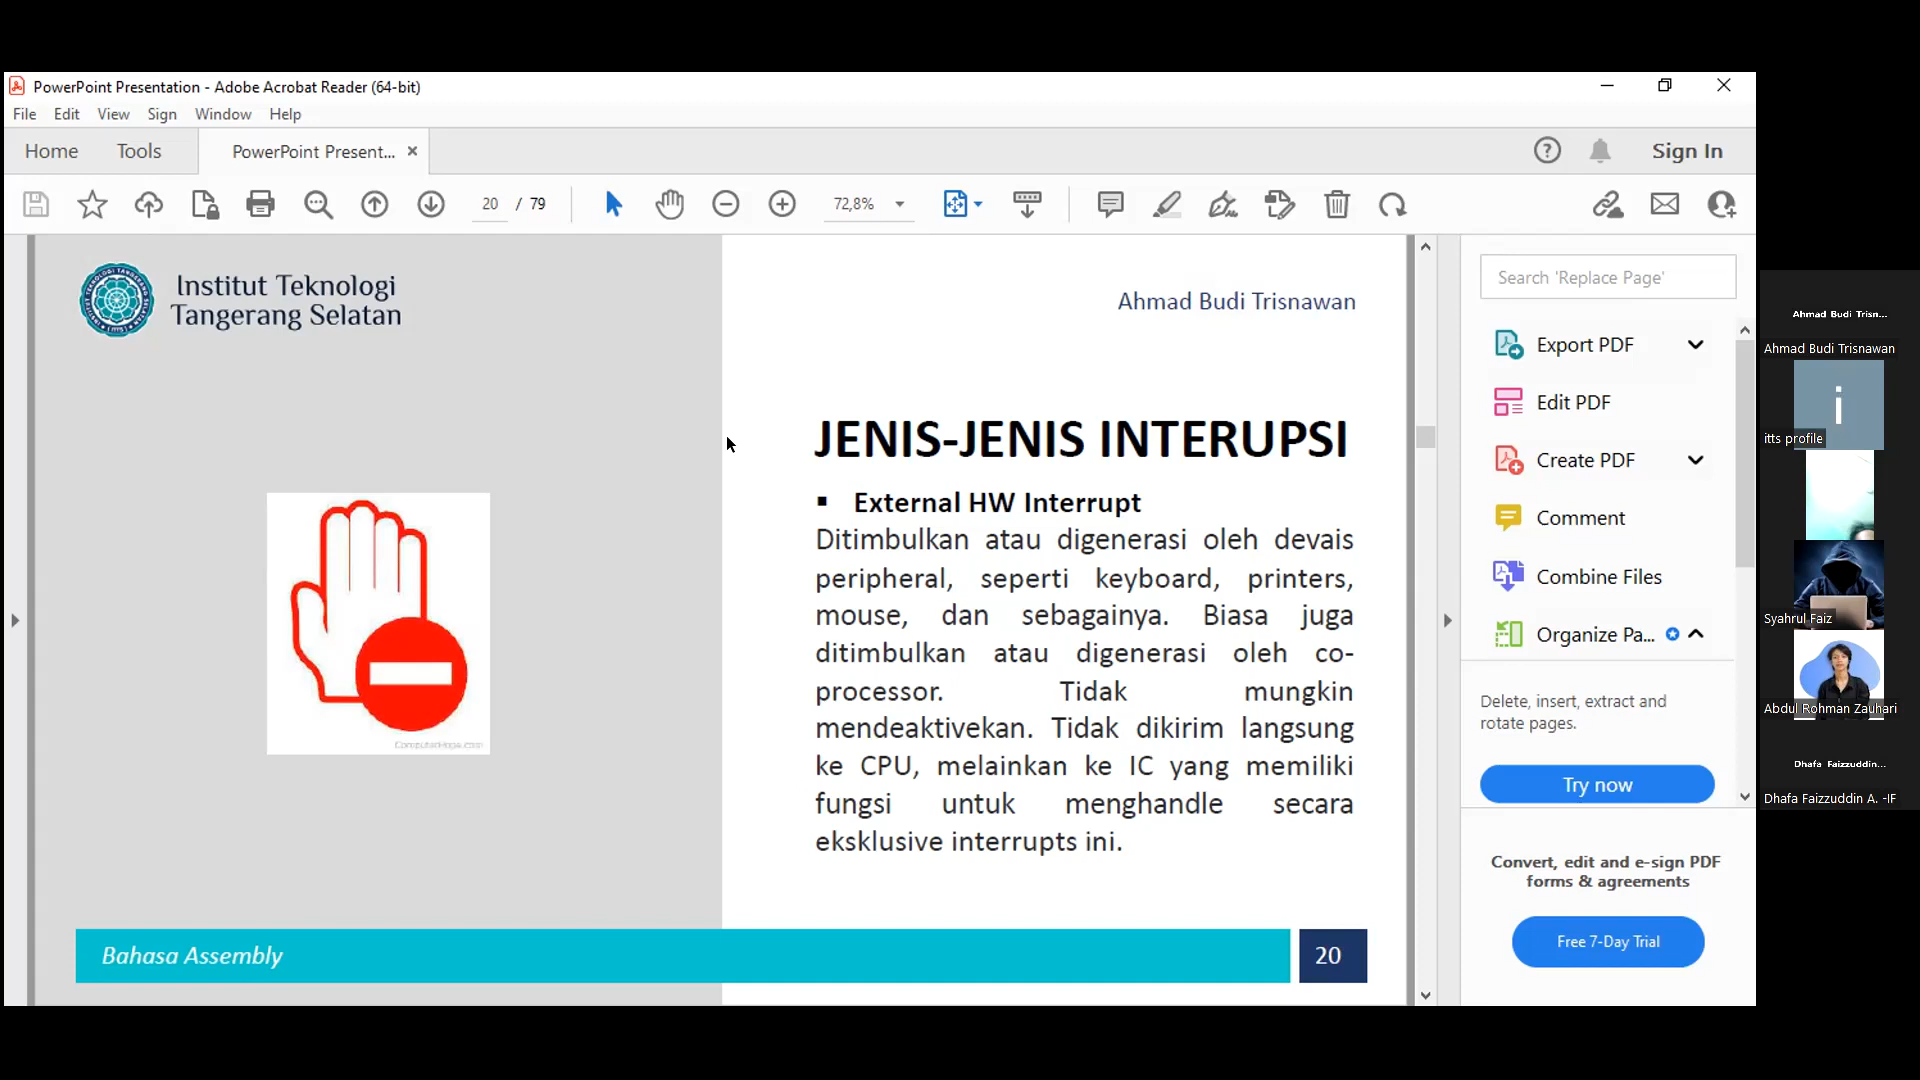 PowerPoint Presentation - Adobe Acrobat Reader (64-bit)
File Edit View Sign Window Help
Home Tools PowerPoint Present... Sign In
20 / 79 72,8%
Institut Teknologi
Tangerang Selatan
Ahmad Budi Trisnawan
JENIS-JENIS INTERUPSI
▪ External HW Interrupt
Ditimbulkan atau digenerasi oleh devais
peripheral, seperti keyboard, printers,
mouse, dan sebagainya. Biasa juga
ditimbulkan atau digenerasi oleh co-
processor. Tidak mungkin
mendeaktivekan. Tidak dikirim langsung
ke CPU, melainkan ke IC yang memiliki
fungsi untuk menghandle secara
eksklusive interrupts ini.
ComputerHope.com
Bahasa Assembly
20
Search 'Replace Page'
Export PDF
Edit PDF
Create PDF
Comment
Combine Files
Organize Pa...
Delete, insert, extract and
rotate pages.
Try now
Convert, edit and e-sign PDF
forms & agreements
Free 7-Day Trial
Ahmad Budi Trisn...
Ahmad Budi Trisnawan
i
itts profile
Syahrul Faiz
Abdul Rohman Zauhari
Dhafa Faizzuddin...
Dhafa Faizzuddin A. -IF